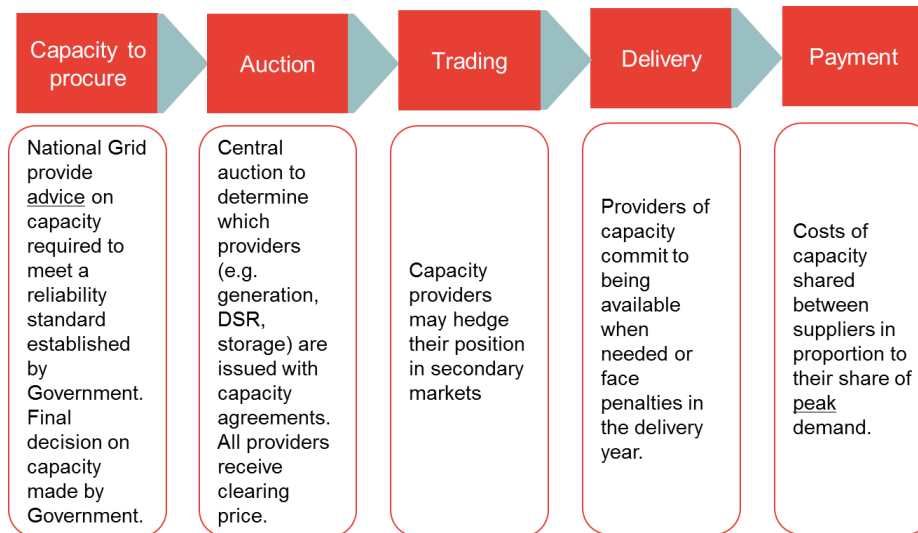 Capacity to
procure
Auction
Trading
Delivery
Payment
National Grid
provide
advice on
capacity
required to
meet a
reliability
standard
established
by
Government.
Final
decision on
capacity
made by
Government.
Central
auction to
determine
which
providers
(e.g.
generation,
DSR,
storage) are
issued with
capacity
agreements.
All providers
receive
clearing
price.
Capacity
providers
may hedge
their position
in secondary
markets
Providers of
capacity
commit to
being
available
when
needed or
face
penalties in
the delivery
year.
Costs of
capacity
shared
between
suppliers in
proportion to
their share of
peak
demand.